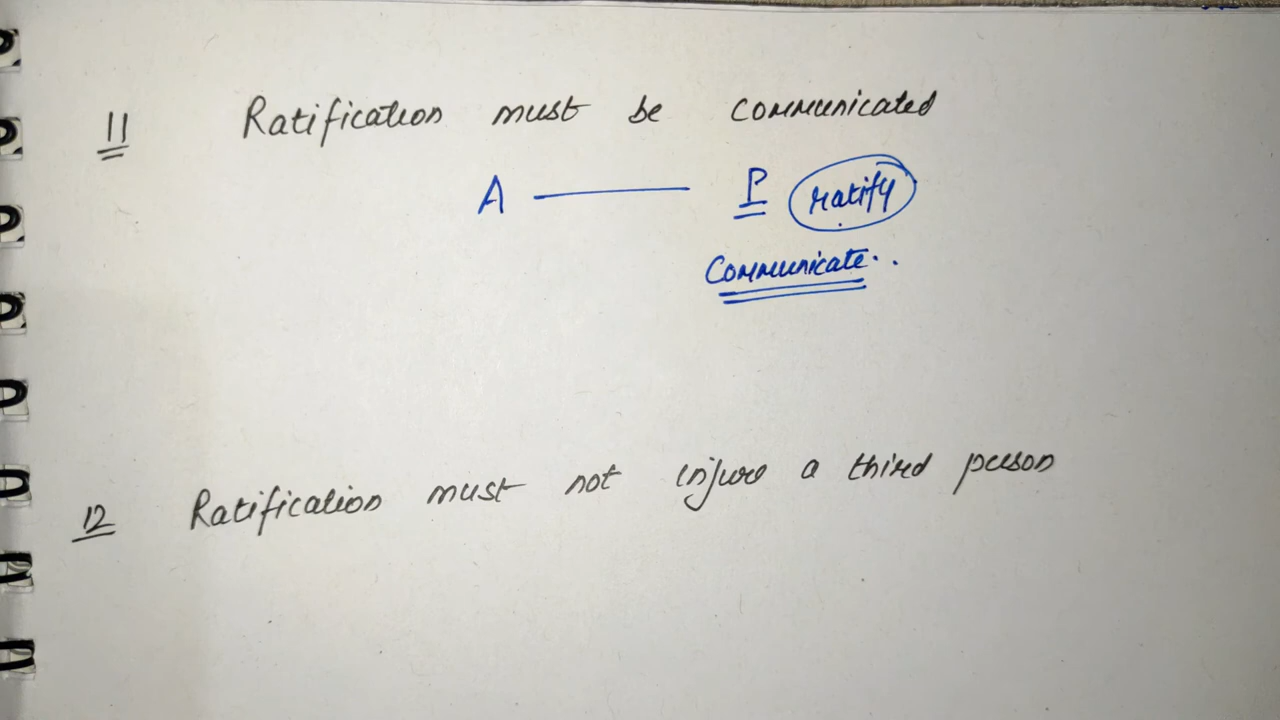 11 Ratification must be communicated
A — P ratify
Communicate..
12 Ratification must not injure a third person